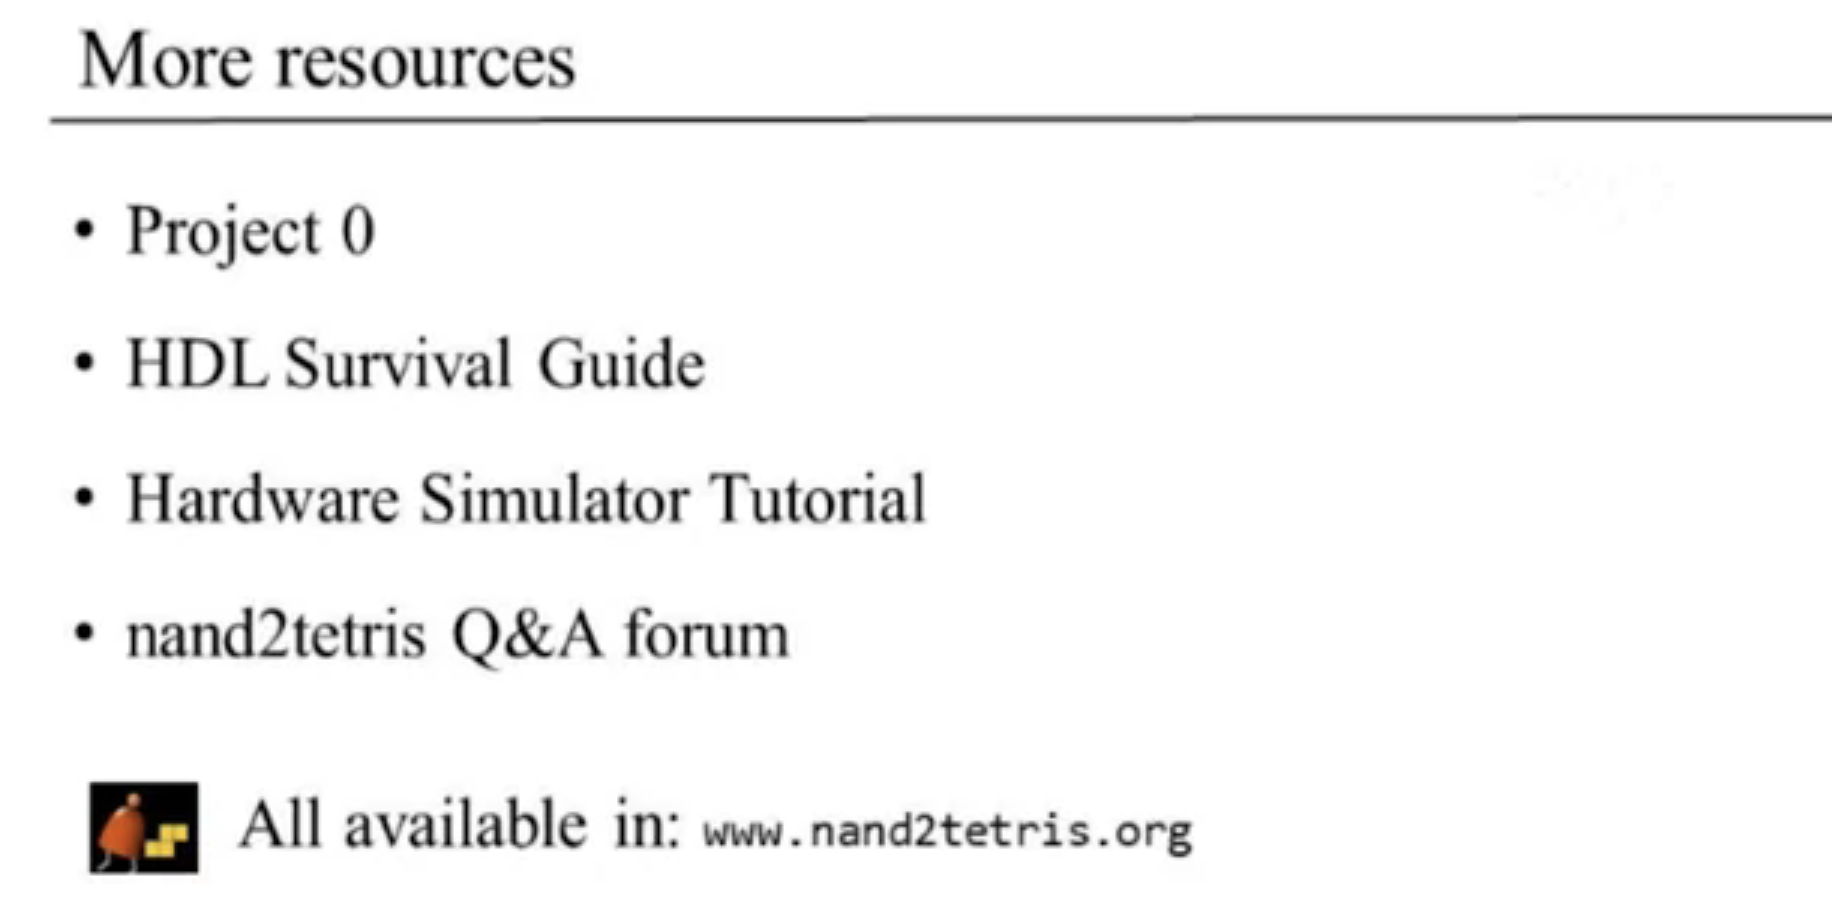 More resources
• Project 0
• HDL Survival Guide
• Hardware Simulator Tutorial
• nand2tetris Q&A forum
All available in: www.nand2tetris.org